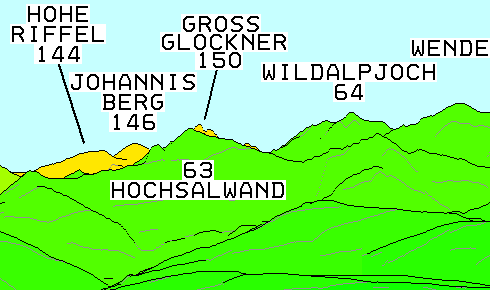 HOHE
RIFFEL
144
JOHANNIS
BERG
146
GROSS
GLOCKNER
150
WILDALPJOCH
64
WENDE
63
HOCHSALWAND